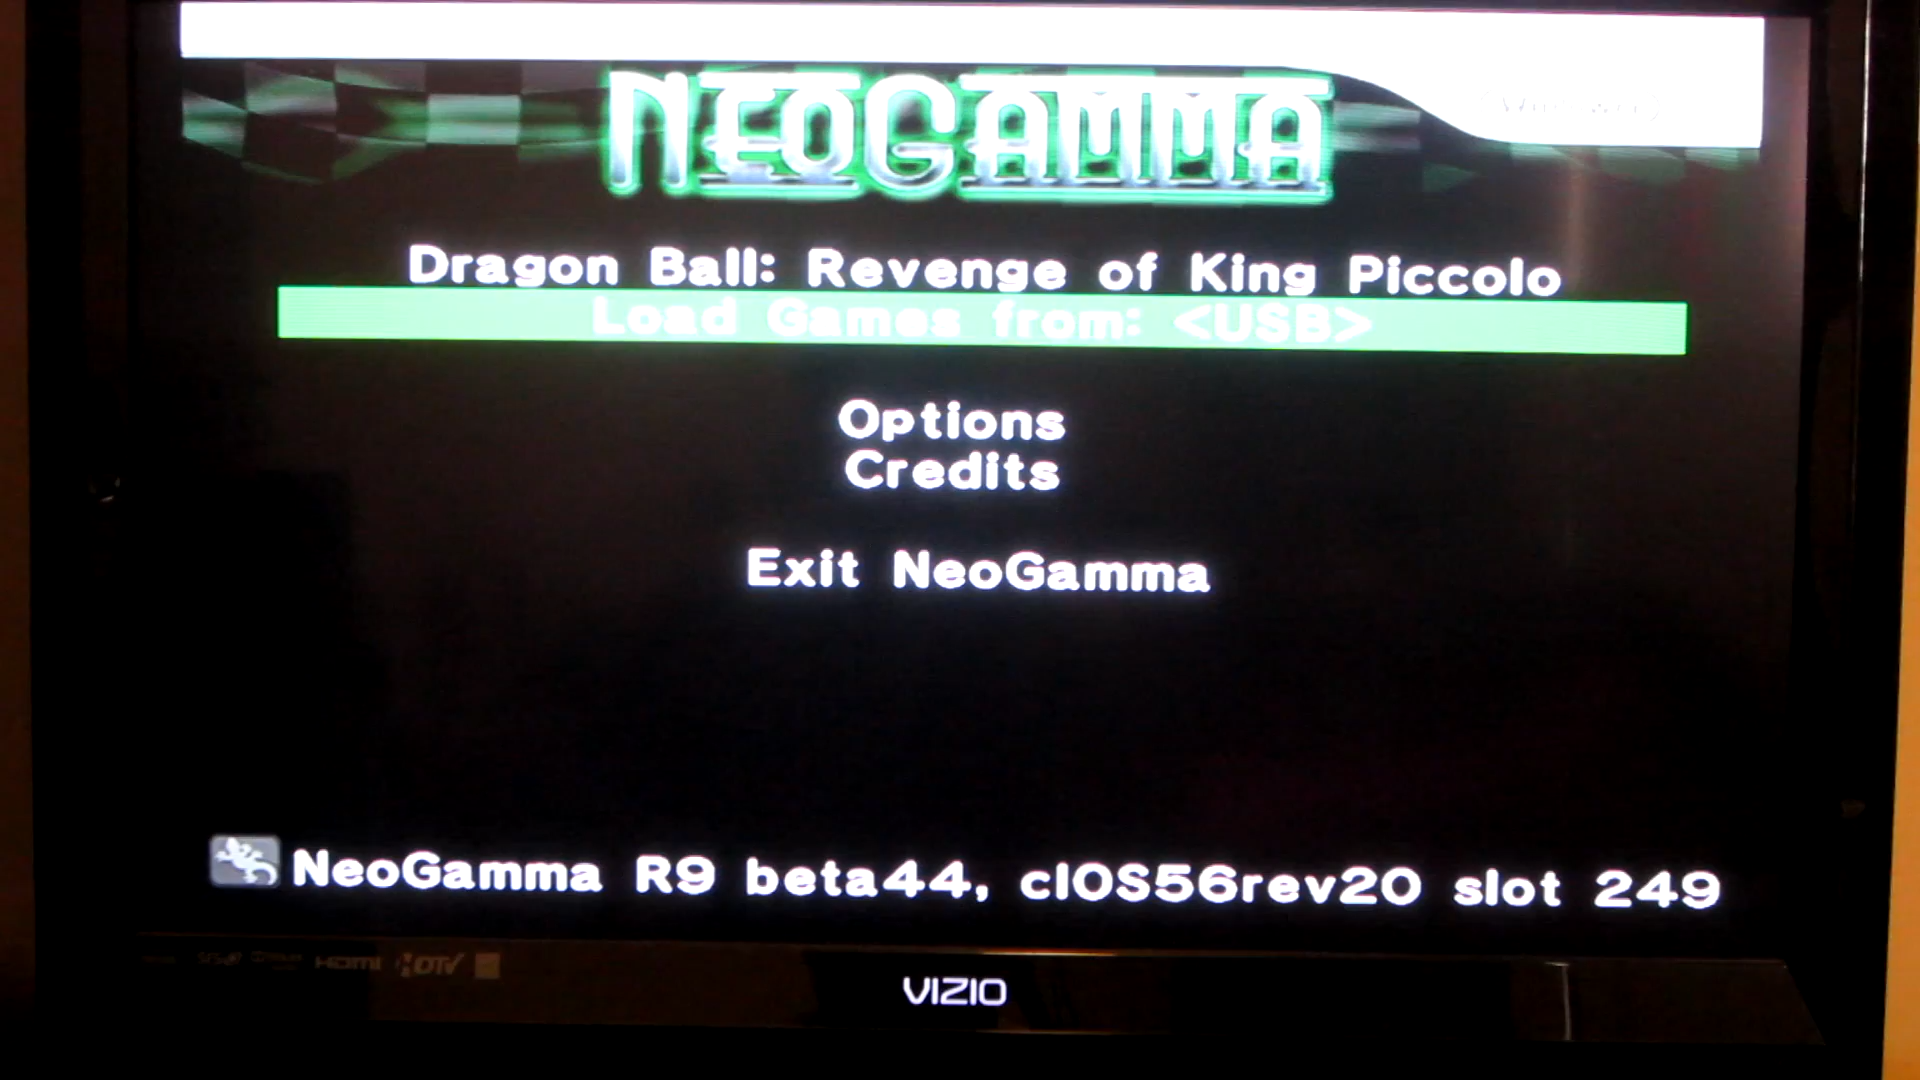 NEOGAMMA
Dragon Ball: Revenge of King Piccolo
Load Games from: <USB>
Options
Credits
Exit NeoGamma
NeoGamma R9 beta44, cIOS56rev20 slot 249
HDMI HDTV
VIZIO